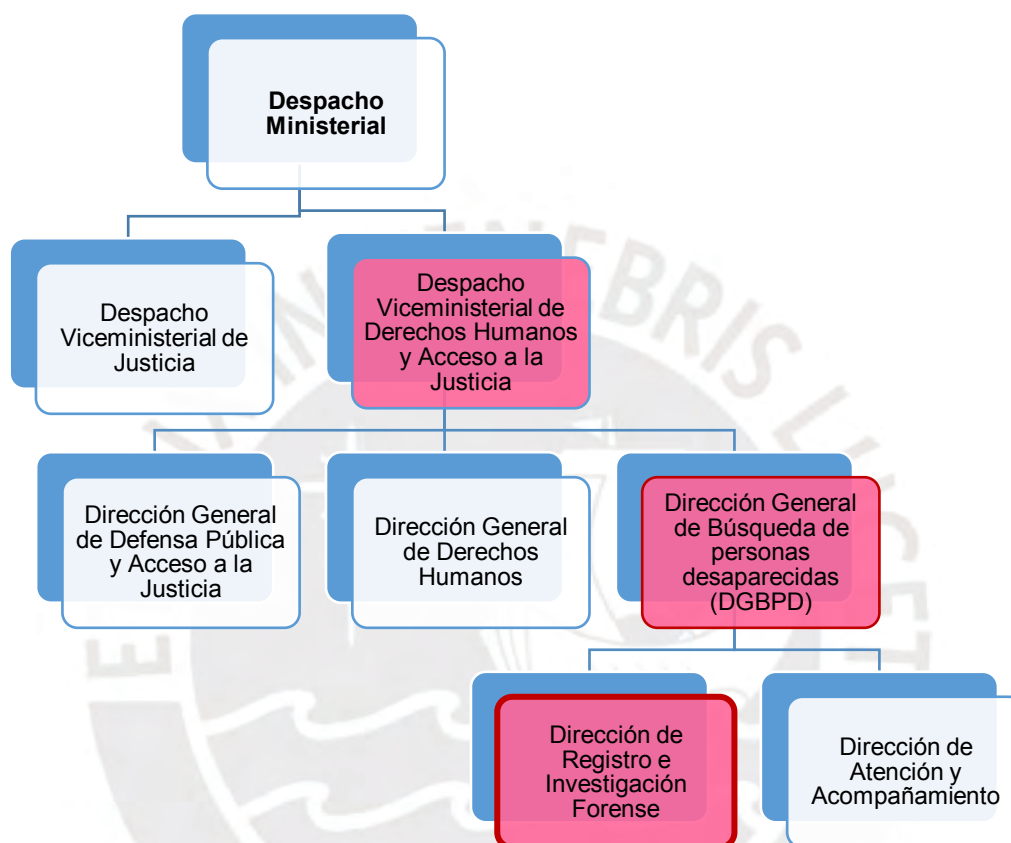 Despacho
Ministerial
Despacho
Viceministerial de
Justicia
Despacho
Viceministerial de
Derechos Humanos
y Acceso a la
Justicia
Dirección General
de Defensa Pública
y Acceso a la
Justicia
Dirección General
de Derechos
Humanos
Dirección General
de Búsqueda de
personas
desaparecidas
(DGBPD)
Dirección de
Registro e
Investigación
Forense
Dirección de
Atención y
Acompañamiento